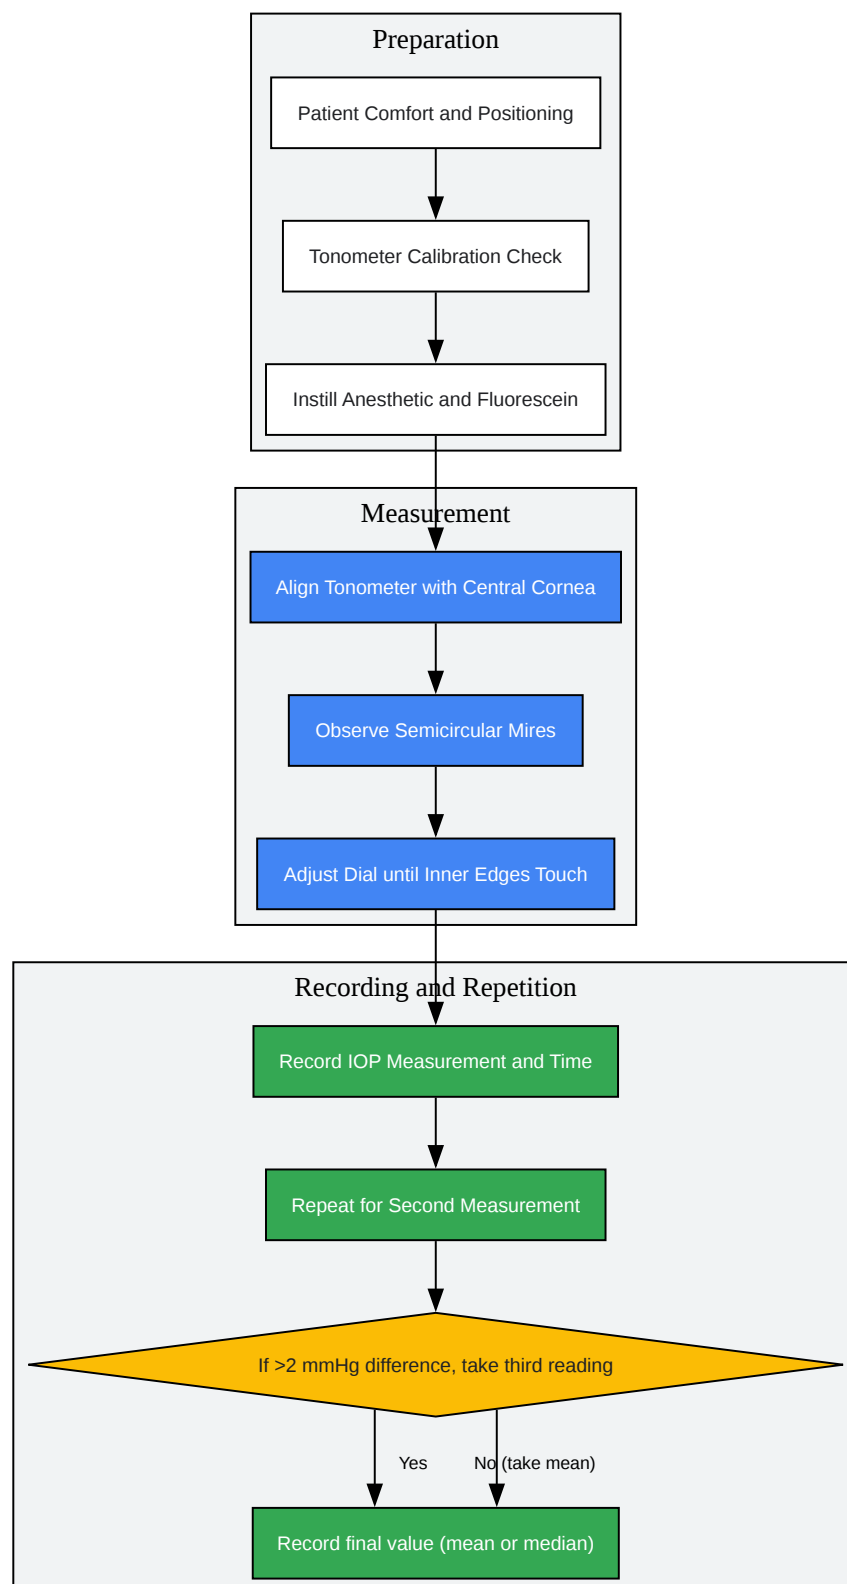 Preparation
Patient Comfort and Positioning
Tonometer Calibration Check
Instill Anesthetic and Fluorescein
Measurement
Align Tonometer with Central Cornea
Observe Semicircular Mires
Adjust Dial until Inner Edges Touch
Recording and Repetition
Record IOP Measurement and Time
Repeat for Second Measurement
If >2 mmHg difference, take third reading
Yes
No (take mean)
Record final value (mean or median)